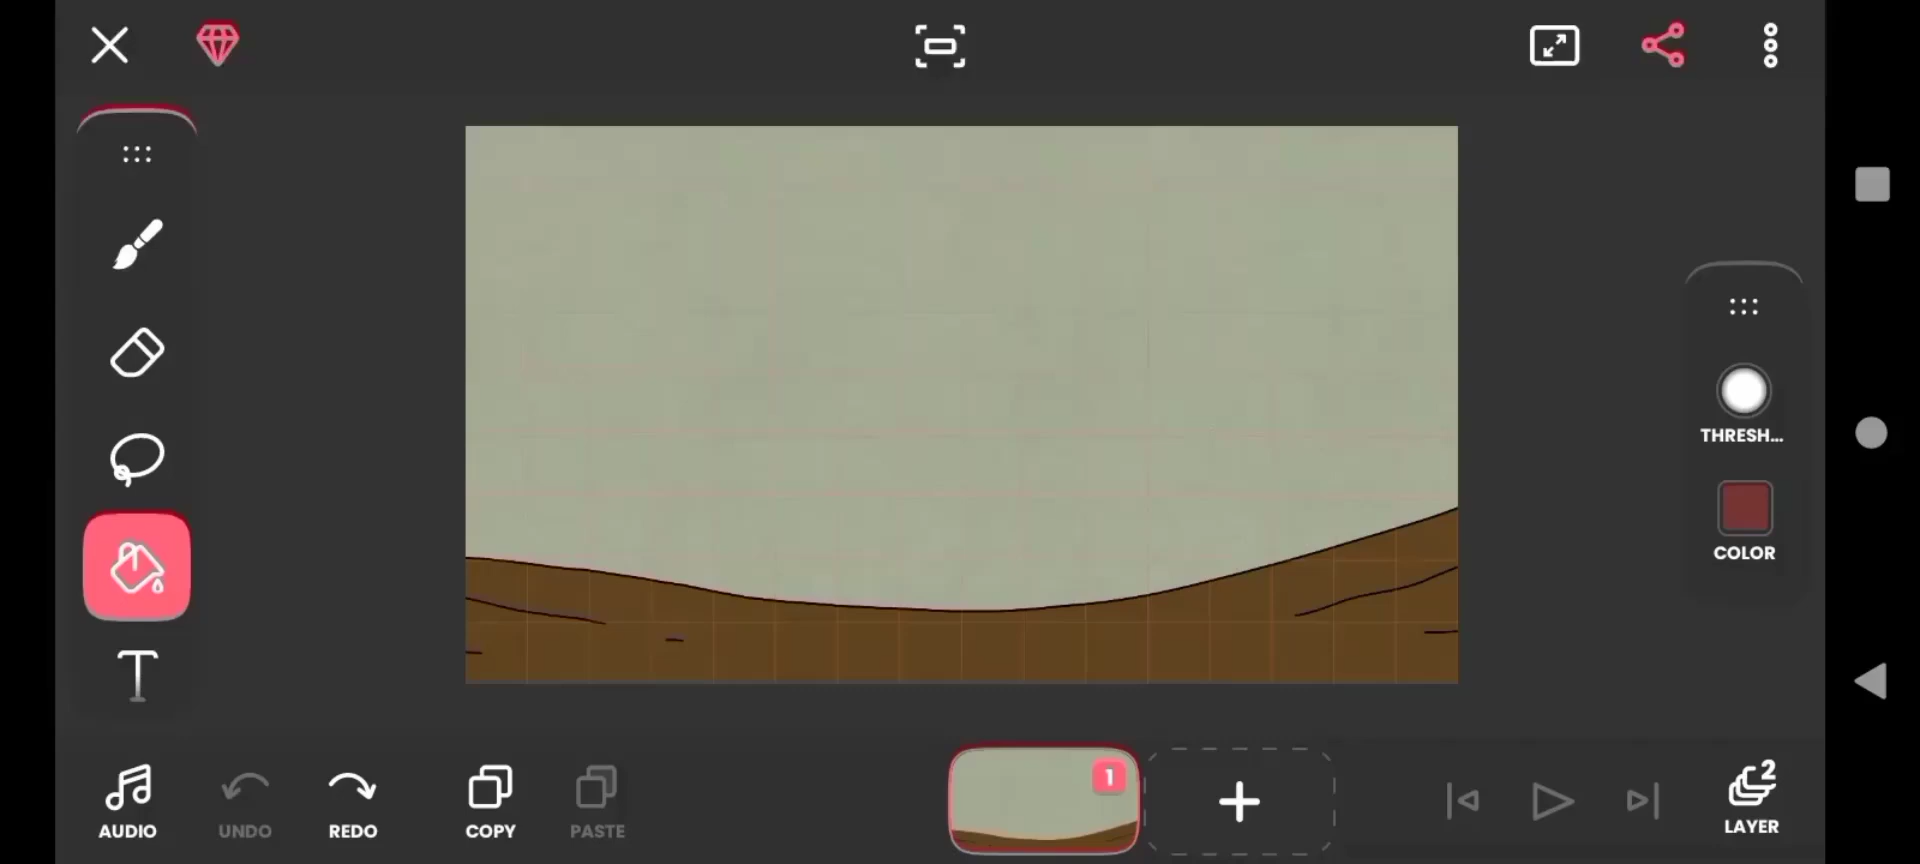 THRESH...
COLOR
T
1
2
AUDIO
UNDO
REDO
COPY
PASTE
LAYER